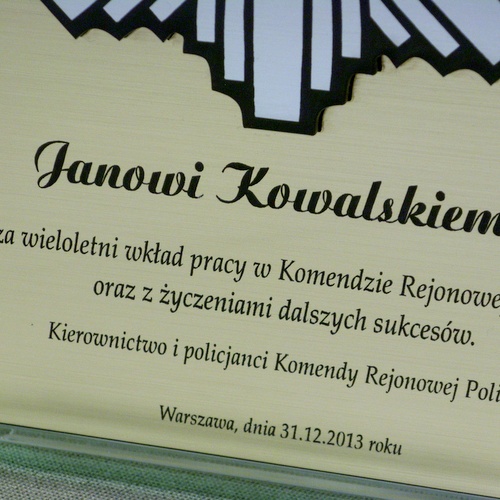 Janowi Kowalskiem
za wieloletni wkład pracy w Komendzie Rejonowe
oraz z życzeniami dalszych sukcesów.
Kierownictwo i policjanci Komendy Rejonowej Poli
Warszawa, dnia 31.12.2013 roku